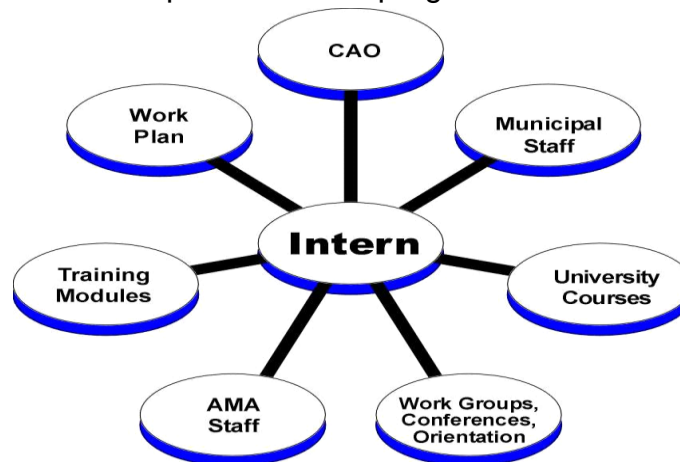 CAO
Work
Plan
Municipal
Staff
Intern
Training
Modules
University
Courses
AMA
Staff
Work Groups,
Conferences,
Orientation